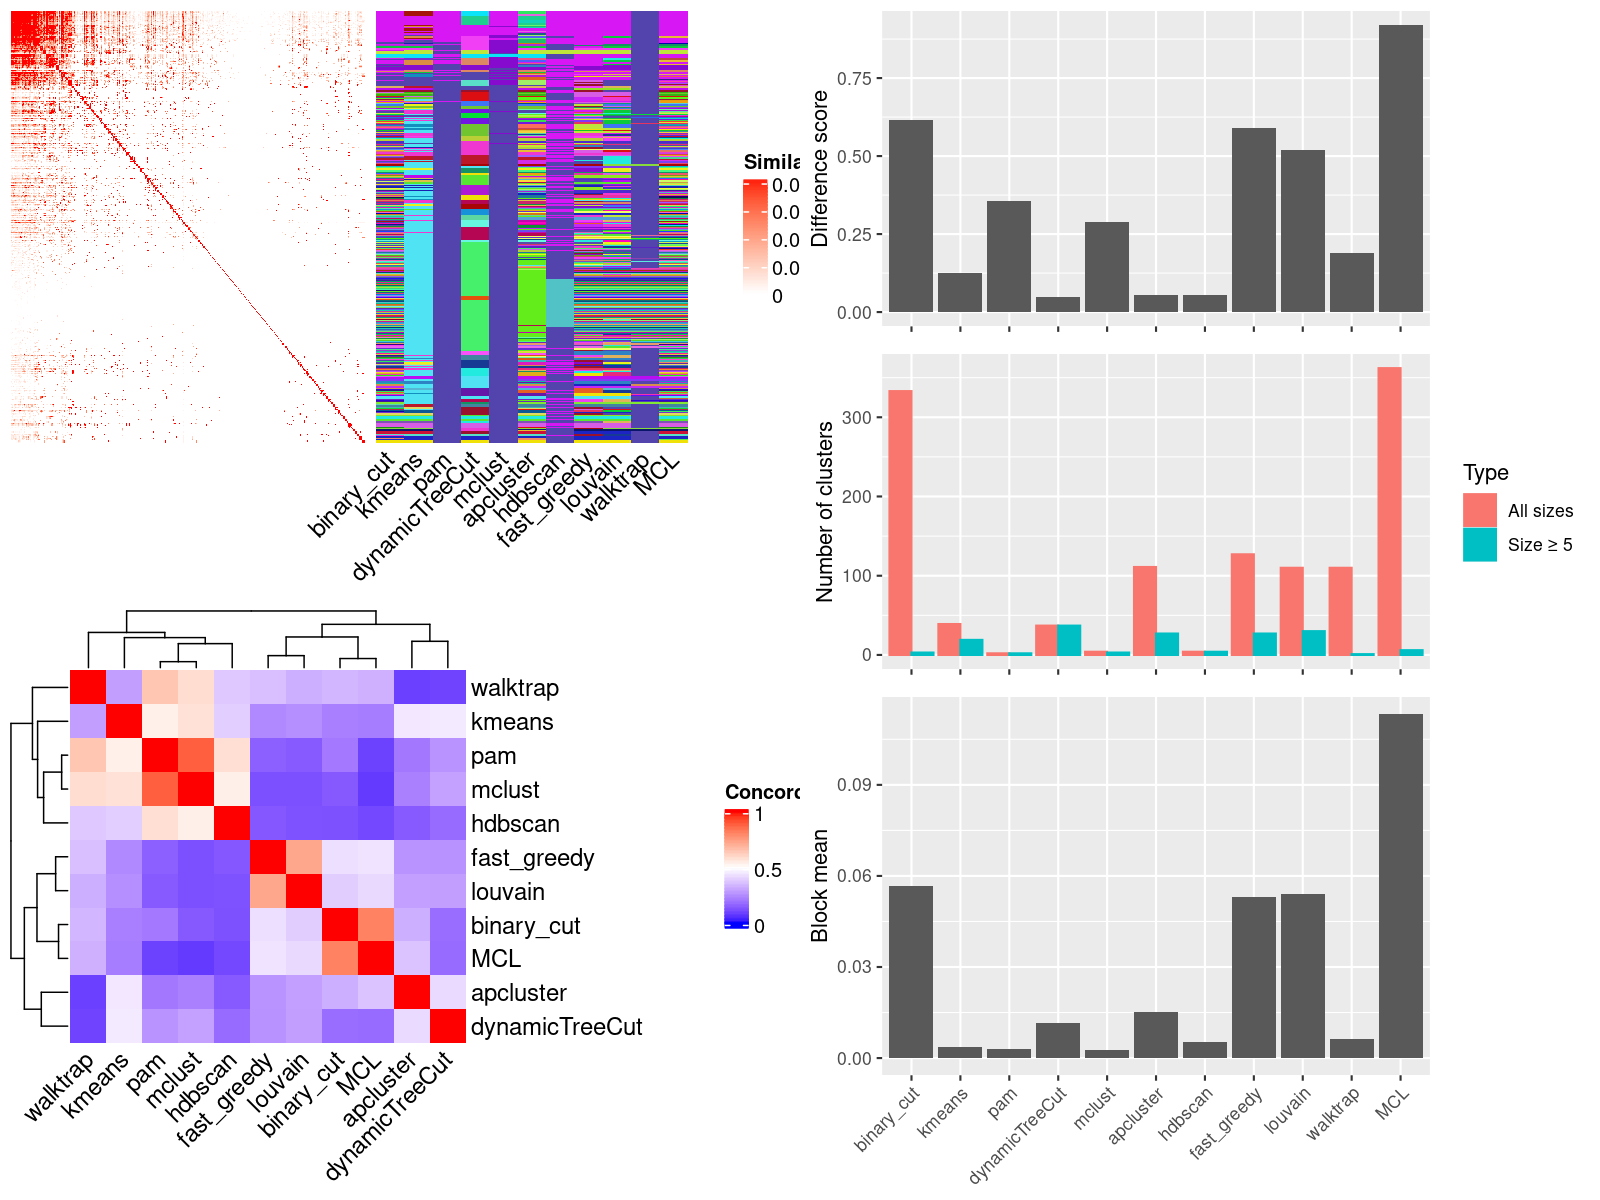 Simila
0.0
0.0
0.0
0.0
0
binary_cut
kmeans
pam
dynamicTreeCut
mclust
apcluster
hdbscan
fast_greedy
louvain
walktrap
MCL
walktrap
kmeans
pam
mclust
hdbscan
fast_greedy
louvain
binary_cut
MCL
apcluster
dynamicTreeCut
walktrap
kmeans
pam
mclust
hdbscan
fast_greedy
louvain
binary_cut
MCL
apcluster
dynamicTreeCut
Concord
1
0.5
0
Difference score
0.75
0.50
0.25
0.00
Number of clusters
300
200
100
0
Type
All sizes
Size ≥ 5
Block mean
0.09
0.06
0.03
0.00
binary_cut
kmeans
pam
dynamicTreeCut
mclust
apcluster
hdbscan
fast_greedy
louvain
walktrap
MCL